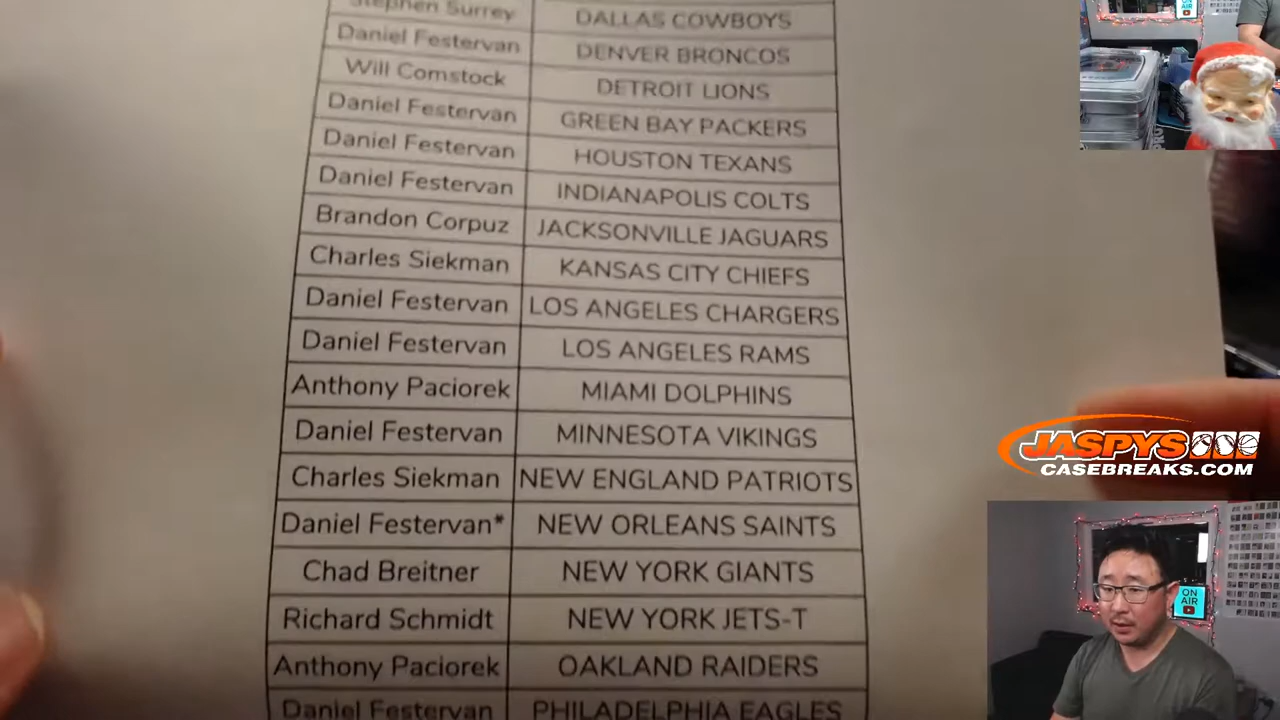 Stephen Surrey DALLAS COWBOYS
Daniel Festervan DENVER BRONCOS
Will Comstock DETROIT LIONS
Daniel Festervan GREEN BAY PACKERS
Daniel Festervan HOUSTON TEXANS
Daniel Festervan INDIANAPOLIS COLTS
Brandon Corpuz JACKSONVILLE JAGUARS
Charles Siekman KANSAS CITY CHIEFS
Daniel Festervan LOS ANGELES CHARGERS
Daniel Festervan LOS ANGELES RAMS
Anthony Paciorek MIAMI DOLPHINS
Daniel Festervan MINNESOTA VIKINGS
Charles Siekman NEW ENGLAND PATRIOTS
Daniel Festervan* NEW ORLEANS SAINTS
Chad Breitner NEW YORK GIANTS
Richard Schmidt NEW YORK JETS-T
Anthony Paciorek OAKLAND RAIDERS
Daniel Festervan PHILADELPHIA EAGLES
ON
AIR
JASPYS
CASEBREAKS.COM
ON
AIR